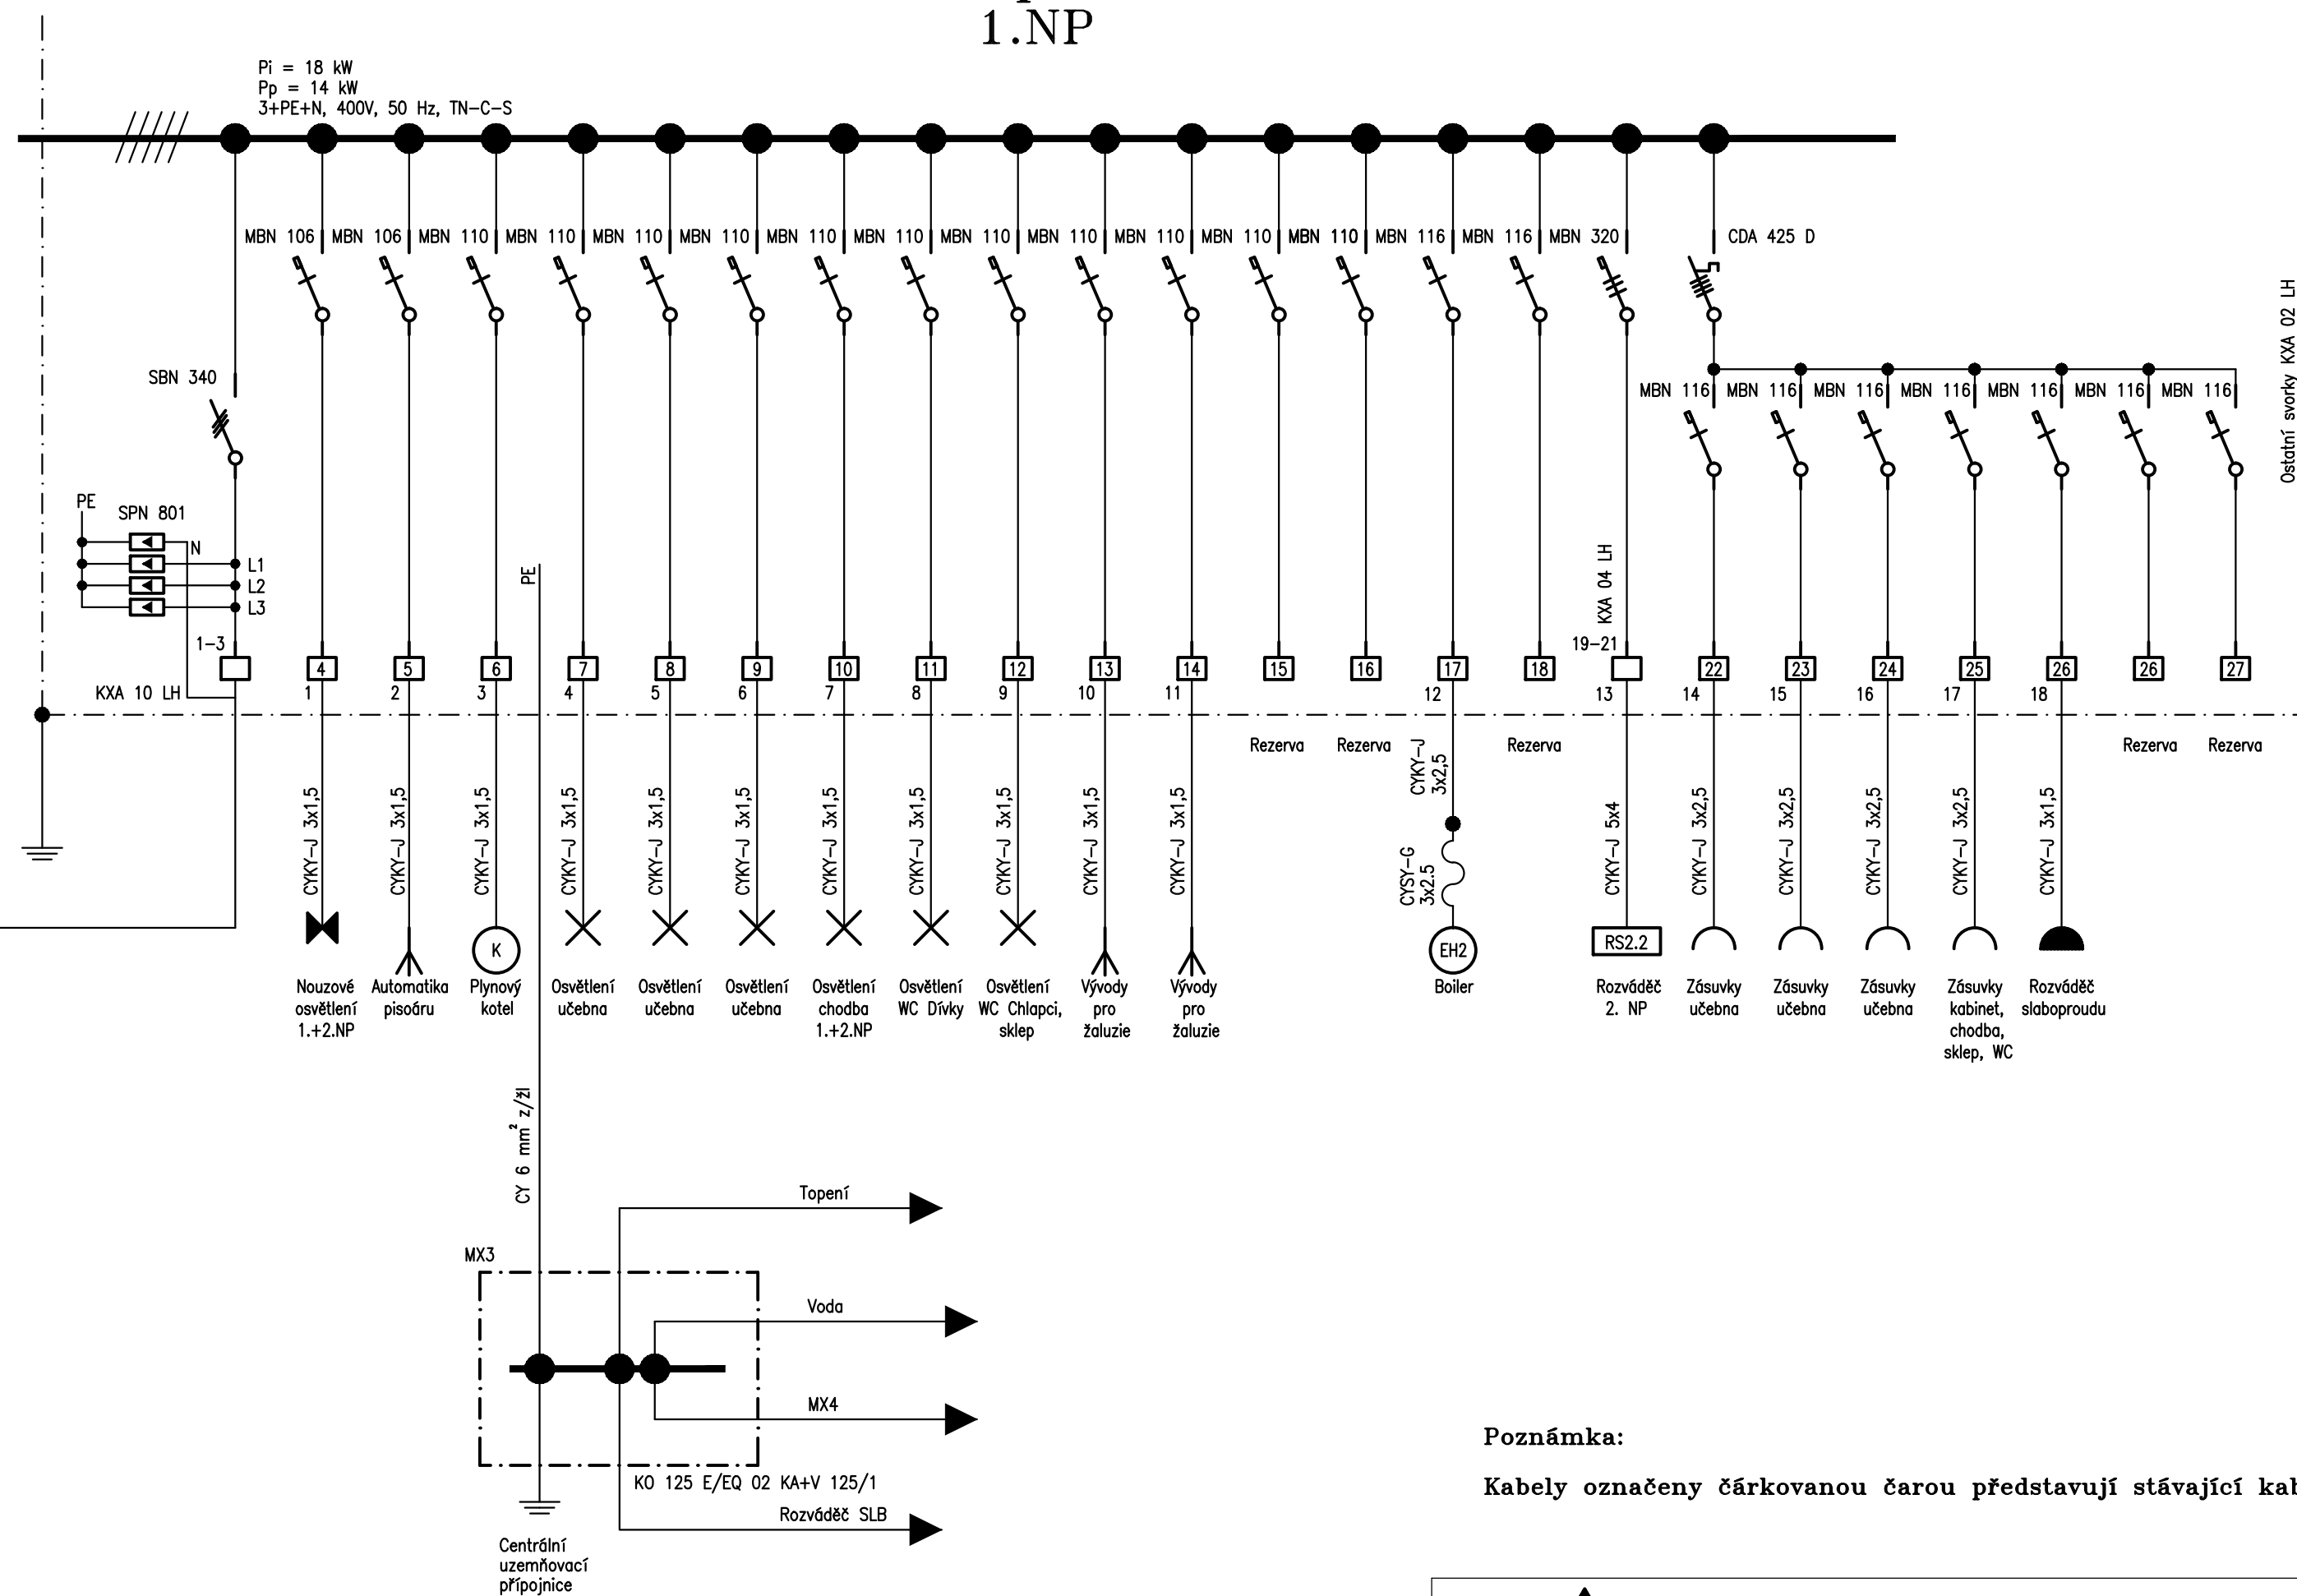 1.NP
Pi = 18 kW
Pp = 14 kW
3+PE+N, 400V, 50 Hz, TN-C-S
MBN 106 MBN 106 MBN 110 MBN 110 MBN 110 MBN 110 MBN 110 MBN 110 MBN 110 MBN 110 MBN 110 MBN 110 MBN 110 MBN 116 MBN 116 MBN 320 CDA 425 D
Ostatní svorky KXA 02 LH
SBN 340
MBN 116 MBN 116 MBN 116 MBN 116 MBN 116 MBN 116 MBN 116
PE
SPN 801
N
L1
L2
L3
PE
KXA 04 LH
1-3
19-21
4 5 6 7 8 9 10 11 12 13 14 15 16 17 18 22 23 24 25 26 26 27
KXA 10 LH
1 2 3 4 5 6 7 8 9 10 11 12 13 14 15 16 17 18
Rezerva Rezerva Rezerva Rezerva Rezerva
CYKY-J 3x1,5
CYKY-J 3x1,5
CYKY-J 3x1,5
CYKY-J 3x1,5
CYKY-J 3x1,5
CYKY-J 3x1,5
CYKY-J 3x1,5
CYKY-J 3x1,5
CYKY-J 3x1,5
CYKY-J 3x1,5
CYKY-J 3x1,5
CYKY-J
3x2,5
CYSY-G
3x2.5
CYKY-J 5x4
CYKY-J 3x2,5
CYKY-J 3x2,5
CYKY-J 3x2,5
CYKY-J 3x2,5
CYKY-J 3x1,5
K
EH2
RS2.2
Nouzové
osvětlení
1.+2.NP
Automatika
pisoáru
Plynový
kotel
Osvětlení
učebna
Osvětlení
učebna
Osvětlení
učebna
Osvětlení
chodba
1.+2.NP
Osvětlení
WC Dívky
Osvětlení
WC Chlapci,
sklep
Vývody
pro
žaluzie
Vývody
pro
žaluzie
Boiler
Rozváděč
2. NP
Zásuvky
učebna
Zásuvky
učebna
Zásuvky
učebna
Zásuvky
kabinet,
chodba,
sklep, WC
Rozváděč
slaboproudu
CY 6 mm² z/žl
Topení
MX3
Voda
MX4
KO 125 E/EQ 02 KA+V 125/1
Rozváděč SLB
Centrální
uzemňovací
přípojnice
Poznámka:
Kabely označeny čárkovanou čarou představují stávající